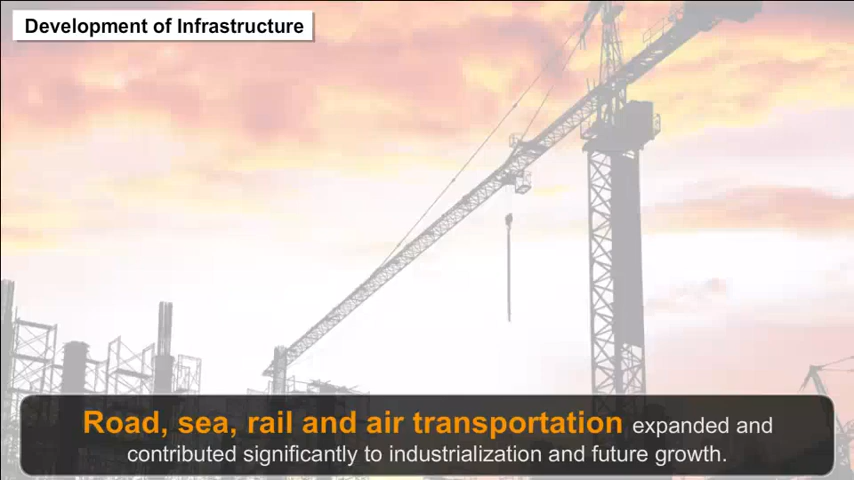 Development of Infrastructure
Road, sea, rail and air transportation expanded and
contributed significantly to industrialization and future growth.